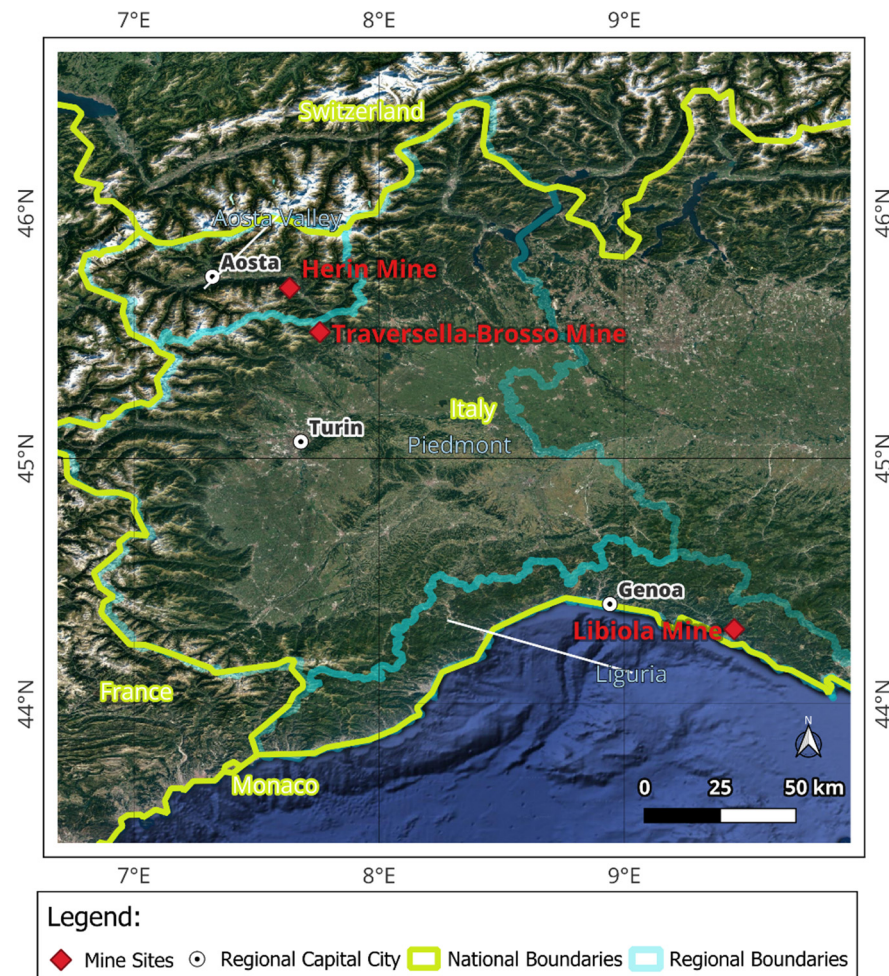 7°E 8°E 9°E
Switzerland
46°N 46°N
Aosta Valley
Aosta
Herin Mine
Traversella-Brosso Mine
Italy
Turin
Piedmont
45°N 45°N
Genoa
Libiola Mine
Liguria
France
44°N 44°N
N
Monaco
0 25 50 km
7°E 8°E 9°E
Legend:
Mine Sites Regional Capital City National Boundaries Regional Boundaries